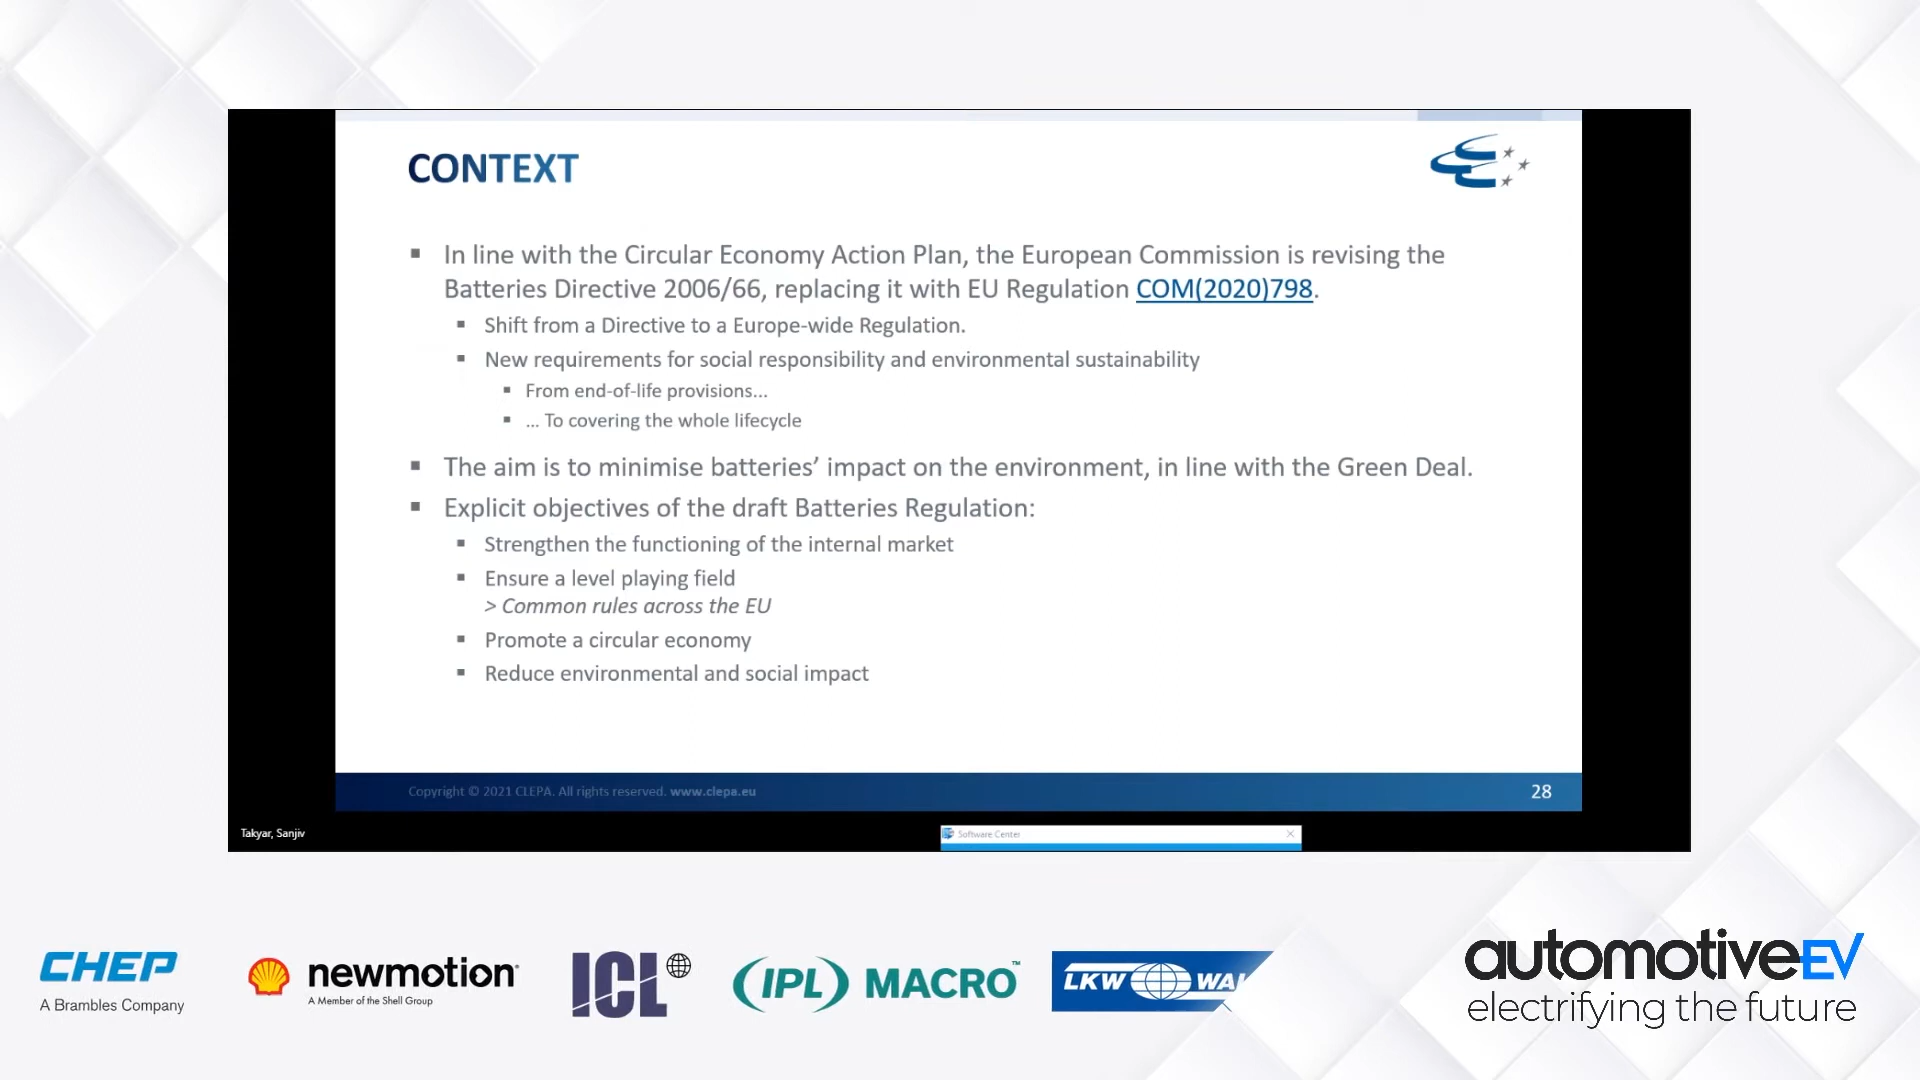 CONTEXT
In line with the Circular Economy Action Plan, the European Commission is revising the
Batteries Directive 2006/66, replacing it with EU Regulation COM(2020)798.
Shift from a Directive to a Europe-wide Regulation.
New requirements for social responsibility and environmental sustainability
From end-of-life provisions...
... To covering the whole lifecycle
The aim is to minimise batteries’ impact on the environment, in line with the Green Deal.
Explicit objectives of the draft Batteries Regulation:
Strengthen the functioning of the internal market
Ensure a level playing field
> Common rules across the EU
Promote a circular economy
Reduce environmental and social impact
Copyright © 2021 CLEPA. All rights reserved. www.clepa.eu
28
Takyar, Sanjiv
Software Center
CHEP
A Brambles Company
newmotion
A Member of the Shell Group
ICL
(IPL) MACRO™
LKW WAL
automotiveEV
electrifying the future